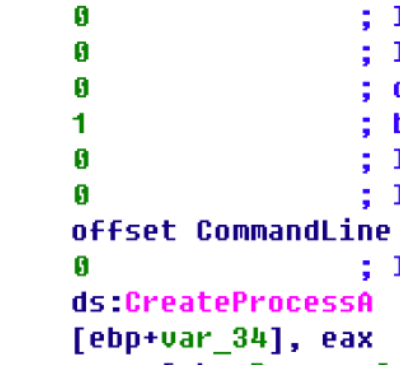 0 ;
0 ;
0 ;
1 ;
0 ;
0 ;
offset CommandLine
0 ;
ds:CreateProcessA
[ebp+var_34], eax